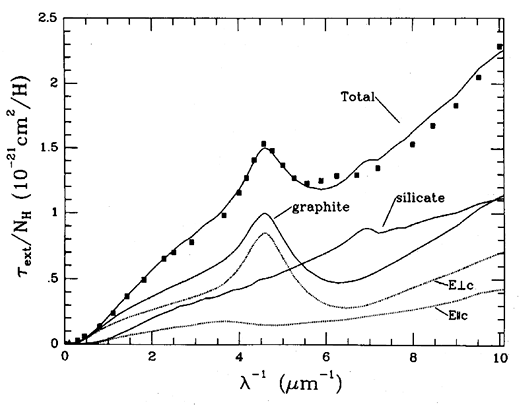 2.5
2
1.5
1
.5
0
τext/NH (10⁻²¹cm²/H)
Total
graphite
silicate
E⊥c
E∥c
0 2 4 6 8 10
λ⁻¹ (μm⁻¹)